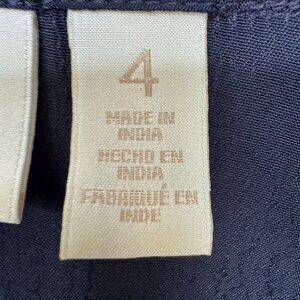 4
MADE IN
INDIA
HECHO EN
INDIA
FABRIQUÉ EN
INDE